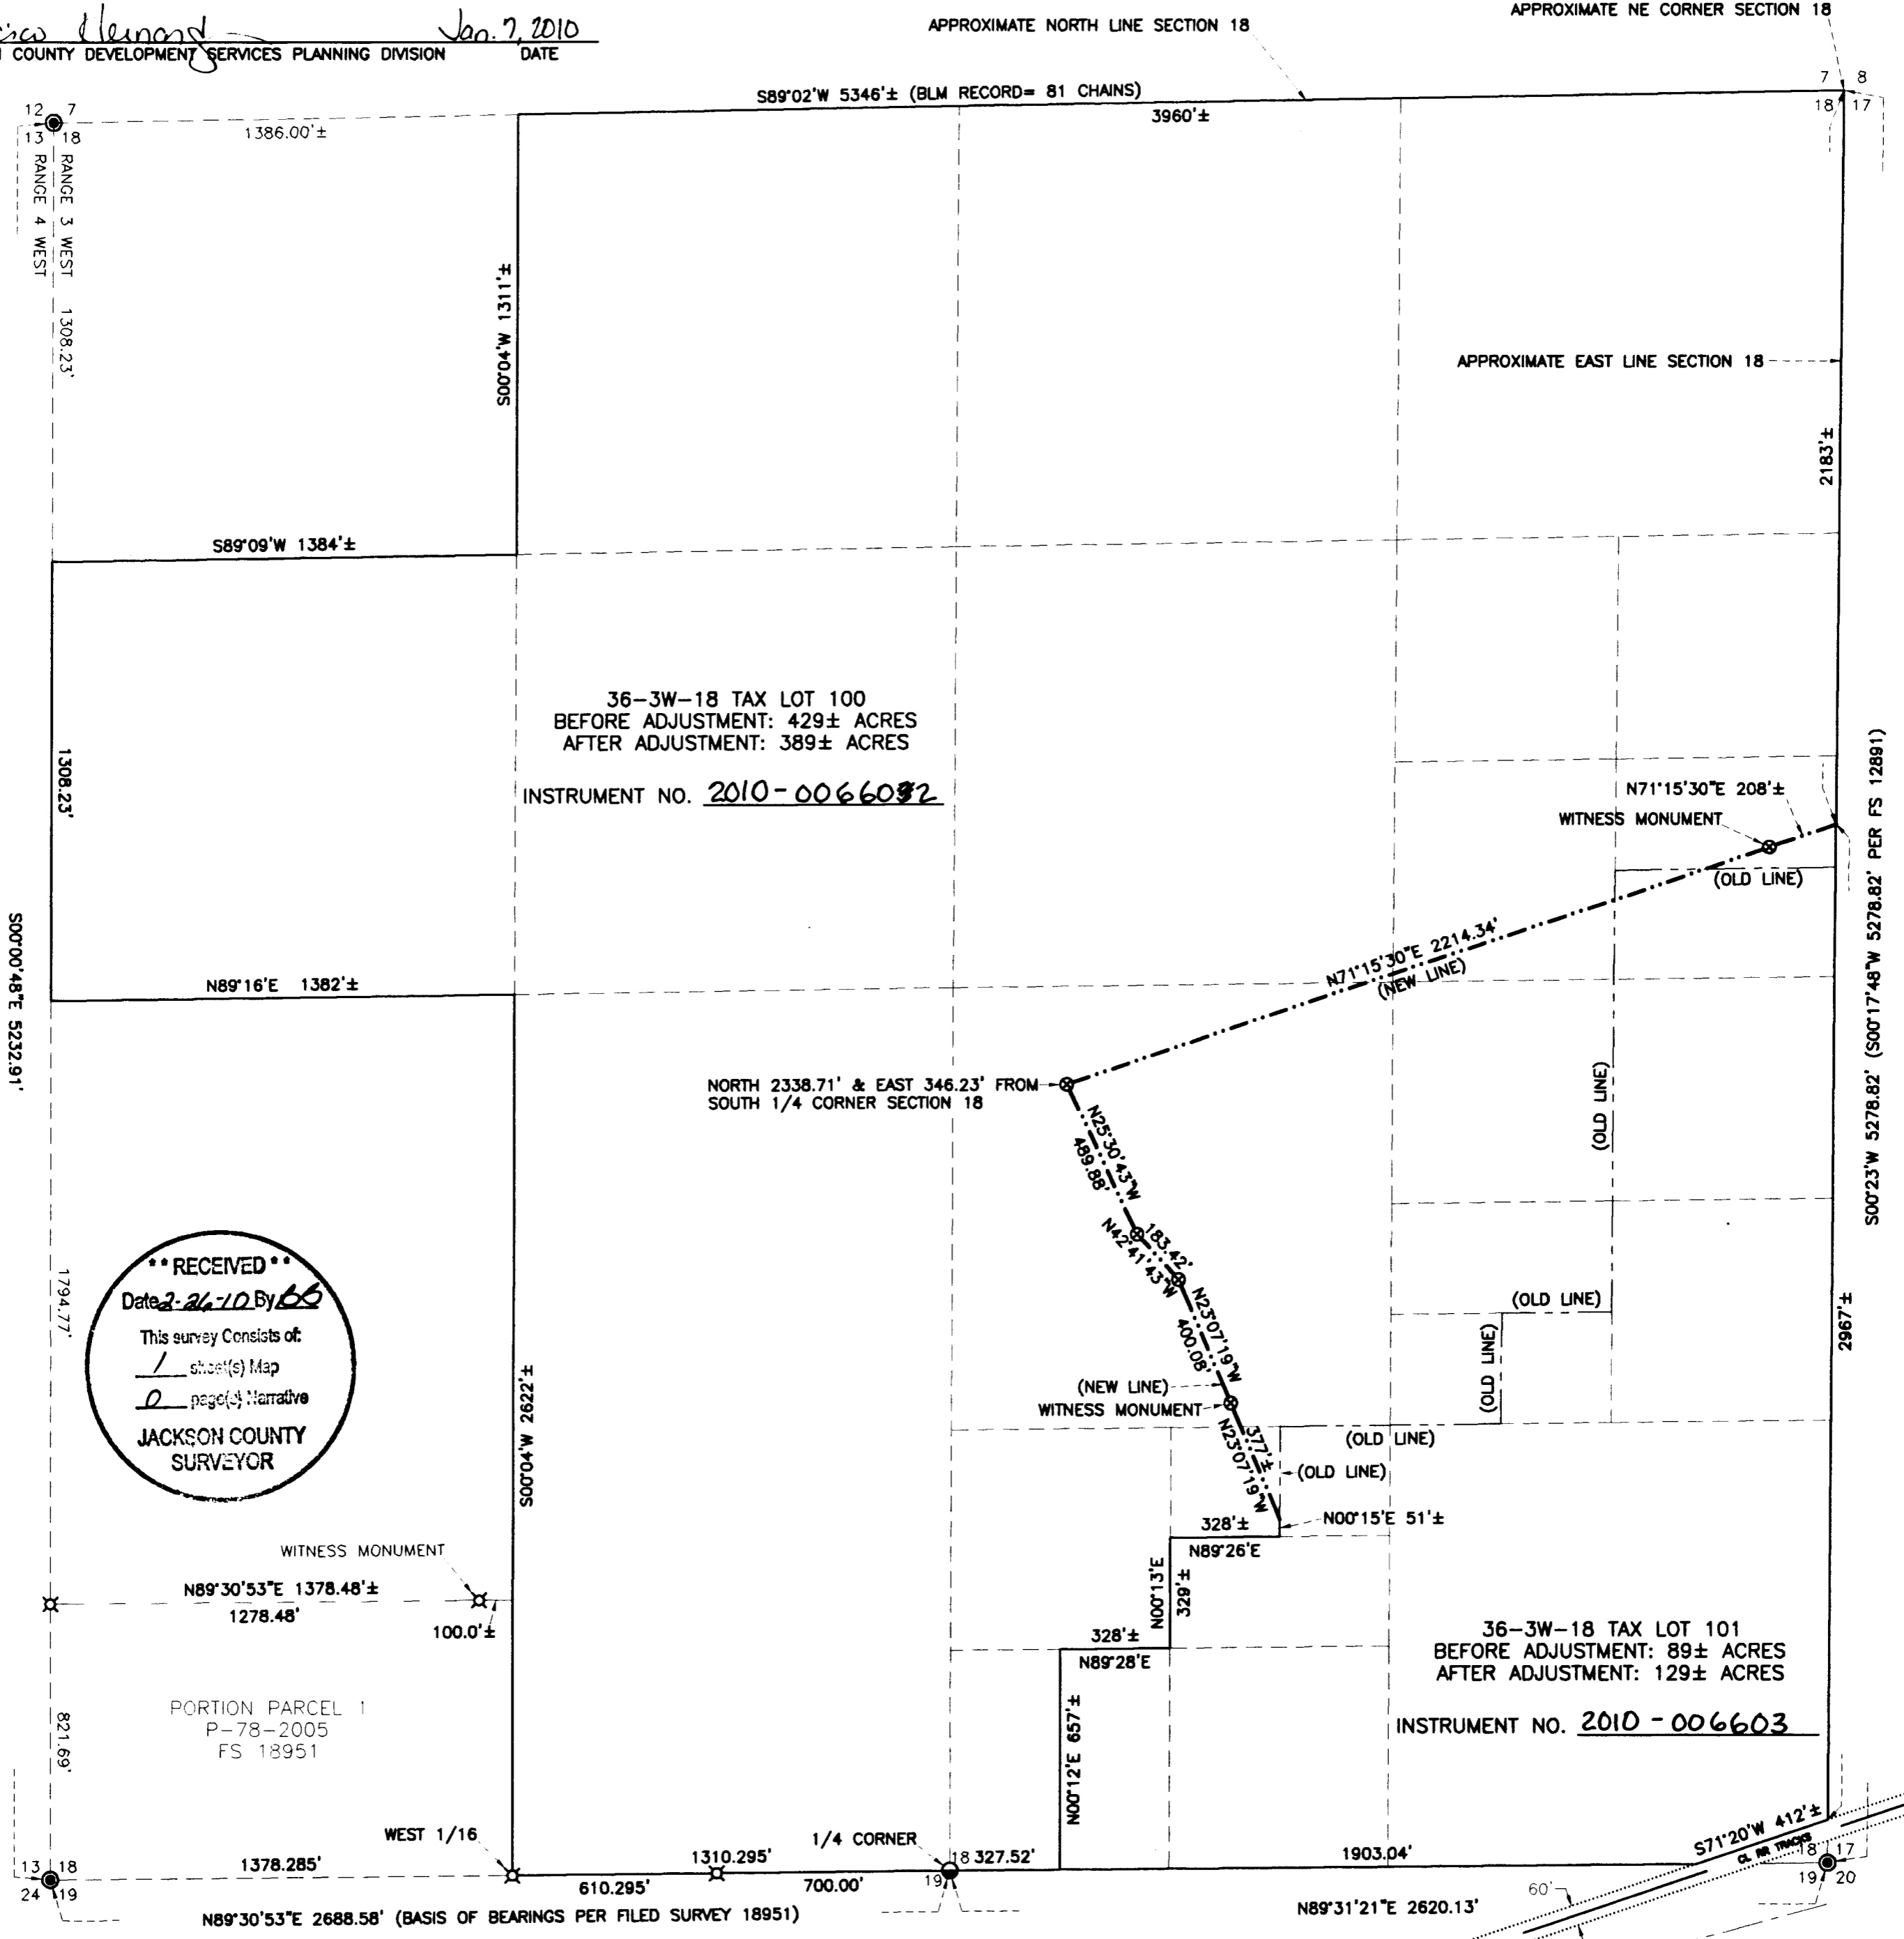 Jan. 7, 2010
COUNTY DEVELOPMENT SERVICES PLANNING DIVISION DATE
APPROXIMATE NORTH LINE SECTION 18
APPROXIMATE NE CORNER SECTION 18
S89°02'W 5346'± (BLM RECORD= 81 CHAINS)
12 7
13 18
1386.00'±
3960'±
7 8
18 17
RANGE 3 WEST 1308.23'
RANGE 4 WEST
S00°04'W 1311'±
APPROXIMATE EAST LINE SECTION 18
2183'±
S89°09'W 1384'±
36-3W-18 TAX LOT 100
BEFORE ADJUSTMENT: 429± ACRES
AFTER ADJUSTMENT: 389± ACRES
INSTRUMENT NO.
1308.23'
N71°15'30"E 208'±
WITNESS MONUMENT
(OLD LINE)
S00°23'W 5278.82' (S00°17'48"W 5278.82' PER FS 12891)
N71°15'30"E 2214.34'
(NEW LINE)
S00°00'48"E 5232.91'
N89°16'E 1382'±
NORTH 2338.71' & EAST 346.23' FROM
SOUTH 1/4 CORNER SECTION 18
(OLD LINE)
N25°30'43"W
489.88'
183.42'
N42°41'43"W
N23°07'19"W
400.08'
(OLD LINE)
(OLD LINE)
2967'±
** RECEIVED **
Date 2-26-10 By
This survey Consists of:
1 sheet(s) Map
0 page(s) Narrative
JACKSON COUNTY
SURVEYOR
1794.77'
S00°04'W 2622'±
(NEW LINE)
WITNESS MONUMENT
377'±
N23°07'19"W
(OLD LINE)
(OLD LINE)
N00°15'E 51'±
328'±
N89°26'E
WITNESS MONUMENT
N89°30'53"E 1378.48'±
1278.48'
100.0'±
N00°13'E
329'±
328'±
N89°28'E
36-3W-18 TAX LOT 101
BEFORE ADJUSTMENT: 89± ACRES
AFTER ADJUSTMENT: 129± ACRES
INSTRUMENT NO. 2010-006603
PORTION PARCEL 1
P-78-2005
FS 18951
821.69'
N00°12'E 657'±
S71°20'W 412'±
CL RR TRACKS
WEST 1/16
1/4 CORNER
13 18
24 19
1378.285'
1310.295'
18
19
327.52'
1903.04'
18 17
19 20
610.295'
700.00'
60'
N89°30'53"E 2688.58' (BASIS OF BEARINGS PER FILED SURVEY 18951)
N89°31'21"E 2620.13'